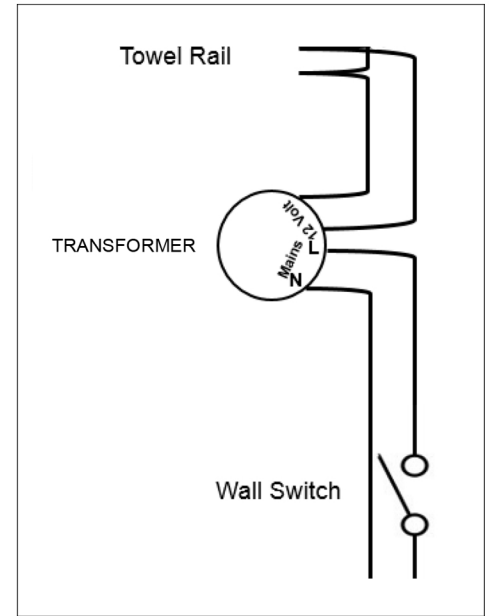 Towel Rail
12 Volt
TRANSFORMER
L
Mains
N
Wall Switch